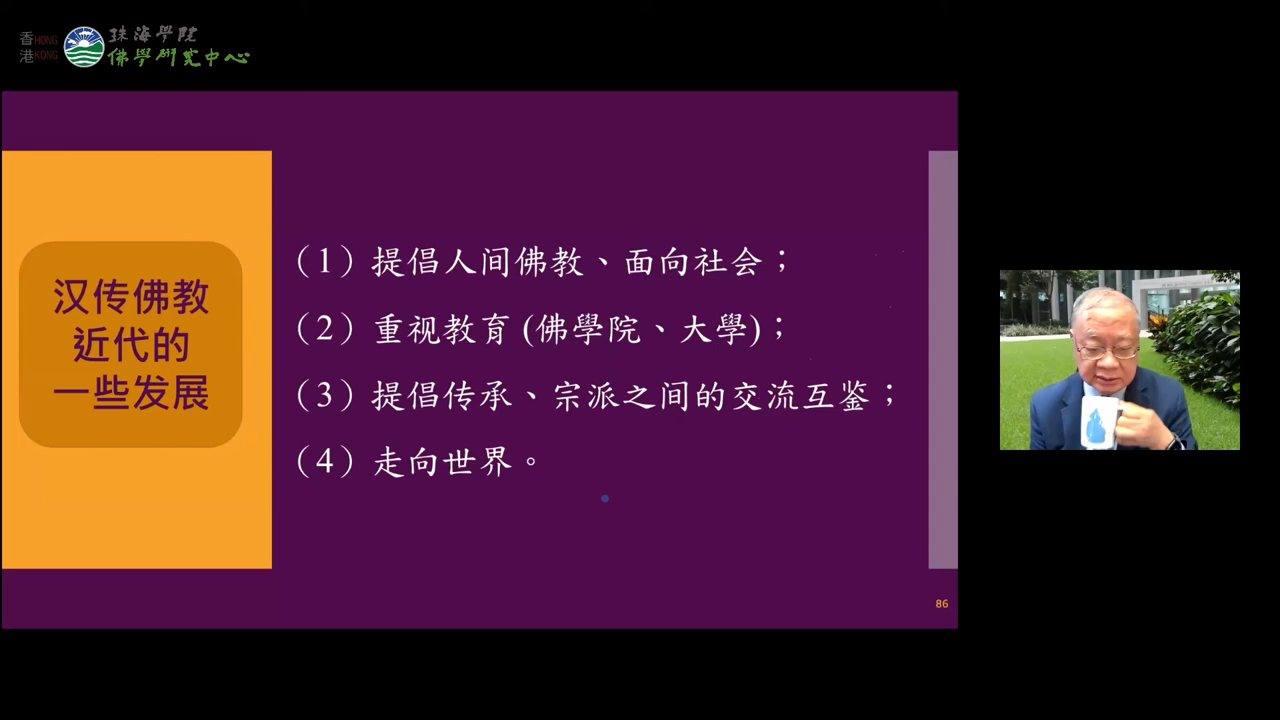 香 HONG
港 KONG
珠海學院
佛學研究中心
汉传佛教
近代的
一些发展
（1）提倡人间佛教、面向社会；
（2）重视教育 (佛學院、大學)；
（3）提倡传承、宗派之间的交流互鉴；
（4）走向世界。
86